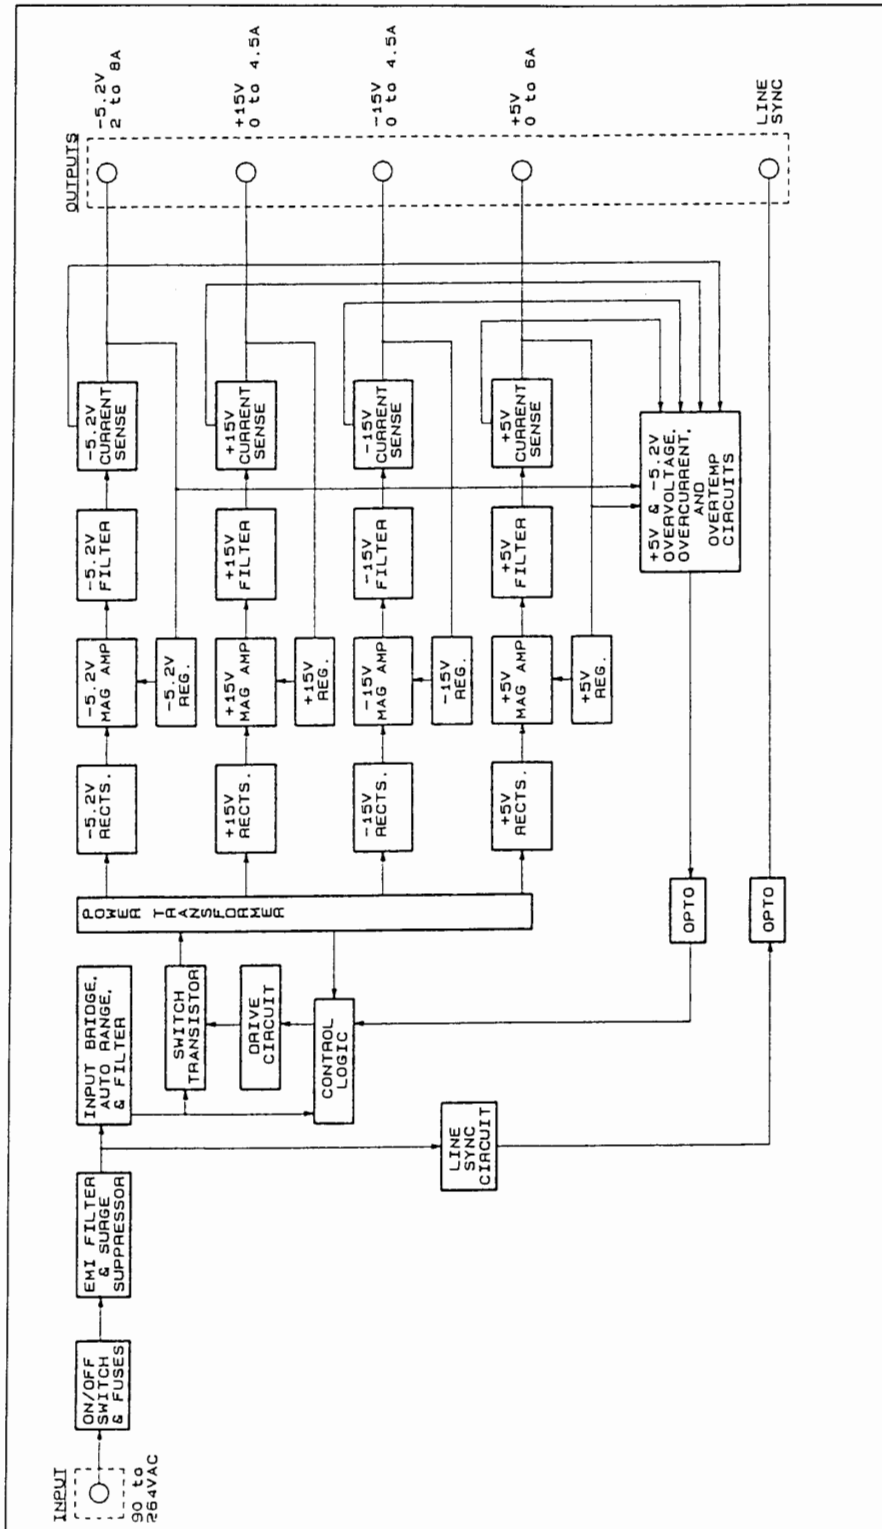 INPUT
90 to
264VAC
ON/OFF
SWITCH
& FUSES
EMI FILTER
& SURGE
SUPPRESSOR
INPUT BRIDGE,
AUTO RANGE,
& FILTER
SWITCH
TRANSISTOR
DRIVE
CIRCUIT
CONTROL
LOGIC
LINE
SYNC
CIRCUIT
POWER TRANSFORMER
-5.2V
RECTS.
-5.2V
MAG AMP
-5.2V
REG.
-5.2V
FILTER
-5.2V
CURRENT
SENSE
+15V
RECTS.
+15V
MAG AMP
+15V
REG.
+15V
FILTER
+15V
CURRENT
SENSE
-15V
RECTS.
-15V
MAG AMP
-15V
REG.
-15V
FILTER
-15V
CURRENT
SENSE
+5V
RECTS.
+5V
MAG AMP
+5V
REG.
+5V
FILTER
+5V
CURRENT
SENSE
+5V & -5.2V
OVERVOLTAGE,
OVERCURRENT,
AND
OVERTEMP
CIRCUITS
OPTO
OPTO
OUTPUTS
-5.2V
2 to 8A
+15V
0 to 4.5A
-15V
0 to 4.5A
+5V
0 to 6A
LINE
SYNC